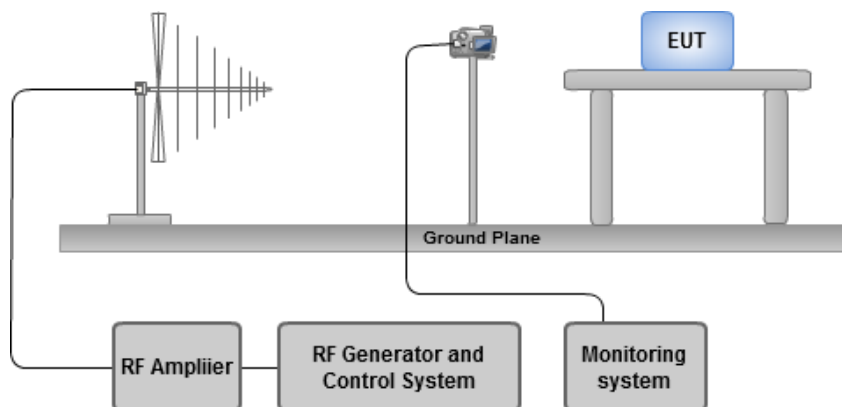 EUT
Ground Plane
RF Ampliier
RF Generator and
Control System
Monitoring
system